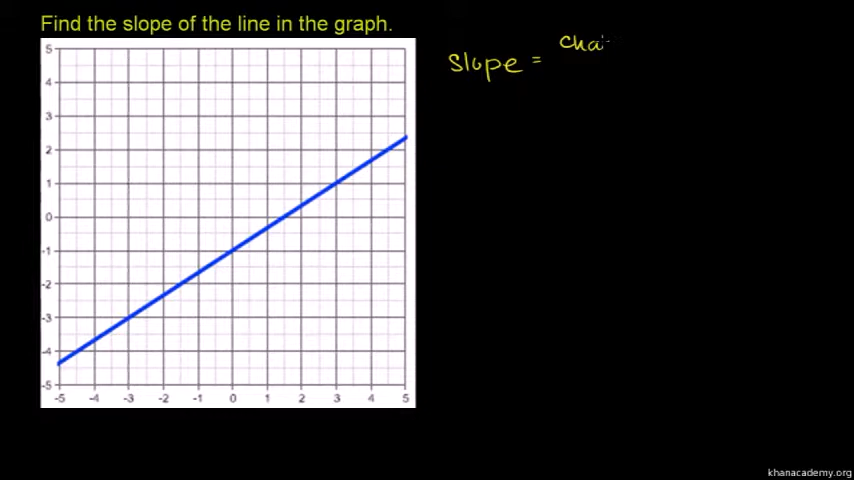 Find the slope of the line in the graph.
slope =
5
4
3
2
1
0
-1
-2
-3
-4
-5
-5 -4 -3 -2 -1 0 1 2 3 4 5
khanacademy.org